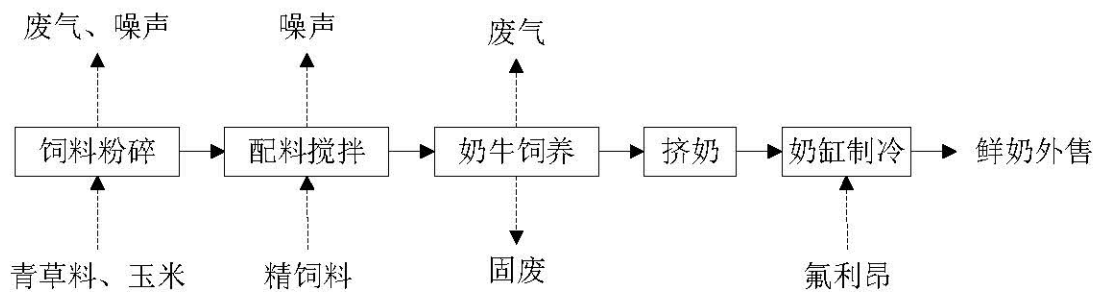 废气、噪声
噪声
废气
饲料粉碎
配料搅拌
奶牛饲养
挤奶
奶缸制冷
鲜奶外售
青草料、玉米
精饲料
固废
氟利昂